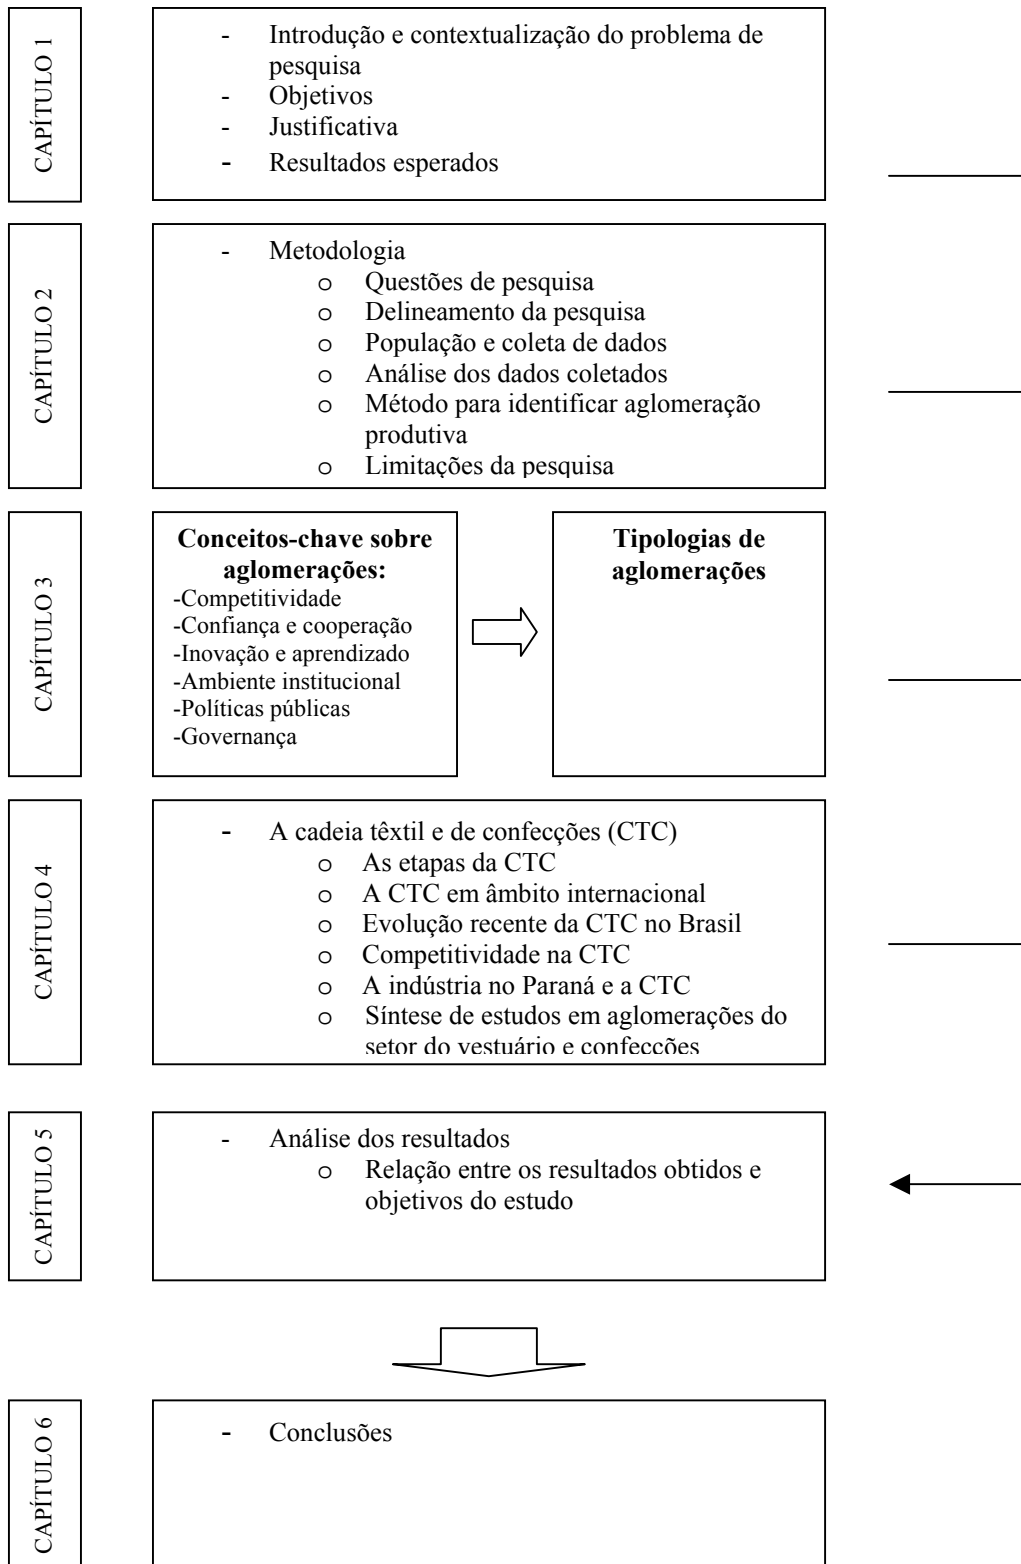 CAPÍTULO 1
- Introdução e contextualização do problema de
pesquisa
- Objetivos
- Justificativa
- Resultados esperados
CAPÍTULO 2
- Metodologia
o Questões de pesquisa
o Delineamento da pesquisa
o População e coleta de dados
o Análise dos dados coletados
o Método para identificar aglomeração
produtiva
o Limitações da pesquisa
CAPÍTULO 3
Conceitos-chave sobre
aglomerações:
-Competitividade
-Confiança e cooperação
-Inovação e aprendizado
-Ambiente institucional
-Políticas públicas
-Governança
Tipologias de
aglomerações
CAPÍTULO 4
- A cadeia têxtil e de confecções (CTC)
o As etapas da CTC
o A CTC em âmbito internacional
o Evolução recente da CTC no Brasil
o Competitividade na CTC
o A indústria no Paraná e a CTC
o Síntese de estudos em aglomerações do
setor do vestuário e confecções
CAPÍTULO 5
- Análise dos resultados
o Relação entre os resultados obtidos e
objetivos do estudo
CAPÍTULO 6
- Conclusões